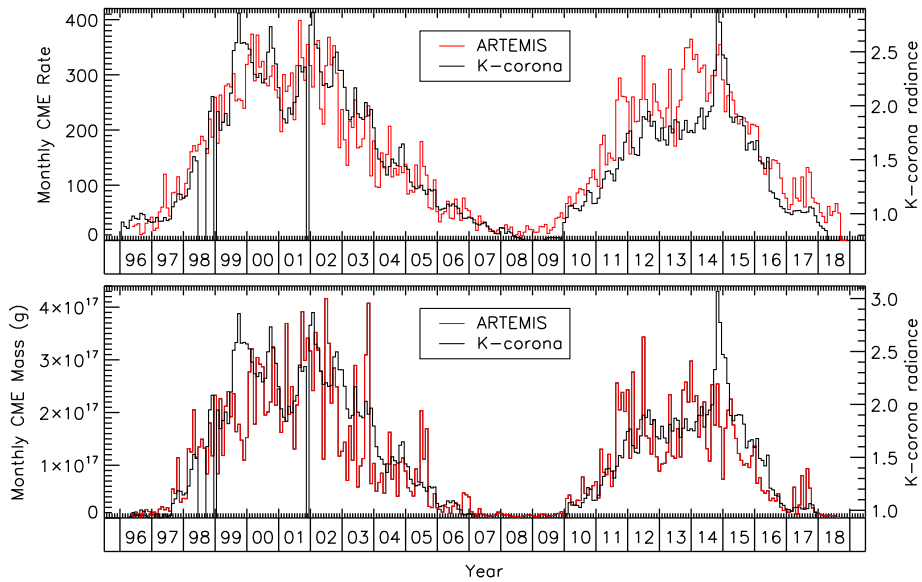 400
300
200
100
0
Monthly CME Rate
ARTEMIS
K-corona
2.5
2.0
1.5
1.0
K-corona radiance
96 97 98 99 00 01 02 03 04 05 06 07 08 09 10 11 12 13 14 15 16 17 18
4×10¹⁷
3×10¹⁷
2×10¹⁷
1×10¹⁷
0
Monthly CME Mass (g)
ARTEMIS
K-corona
3.0
2.5
2.0
1.5
1.0
K-corona radiance
96 97 98 99 00 01 02 03 04 05 06 07 08 09 10 11 12 13 14 15 16 17 18
Year